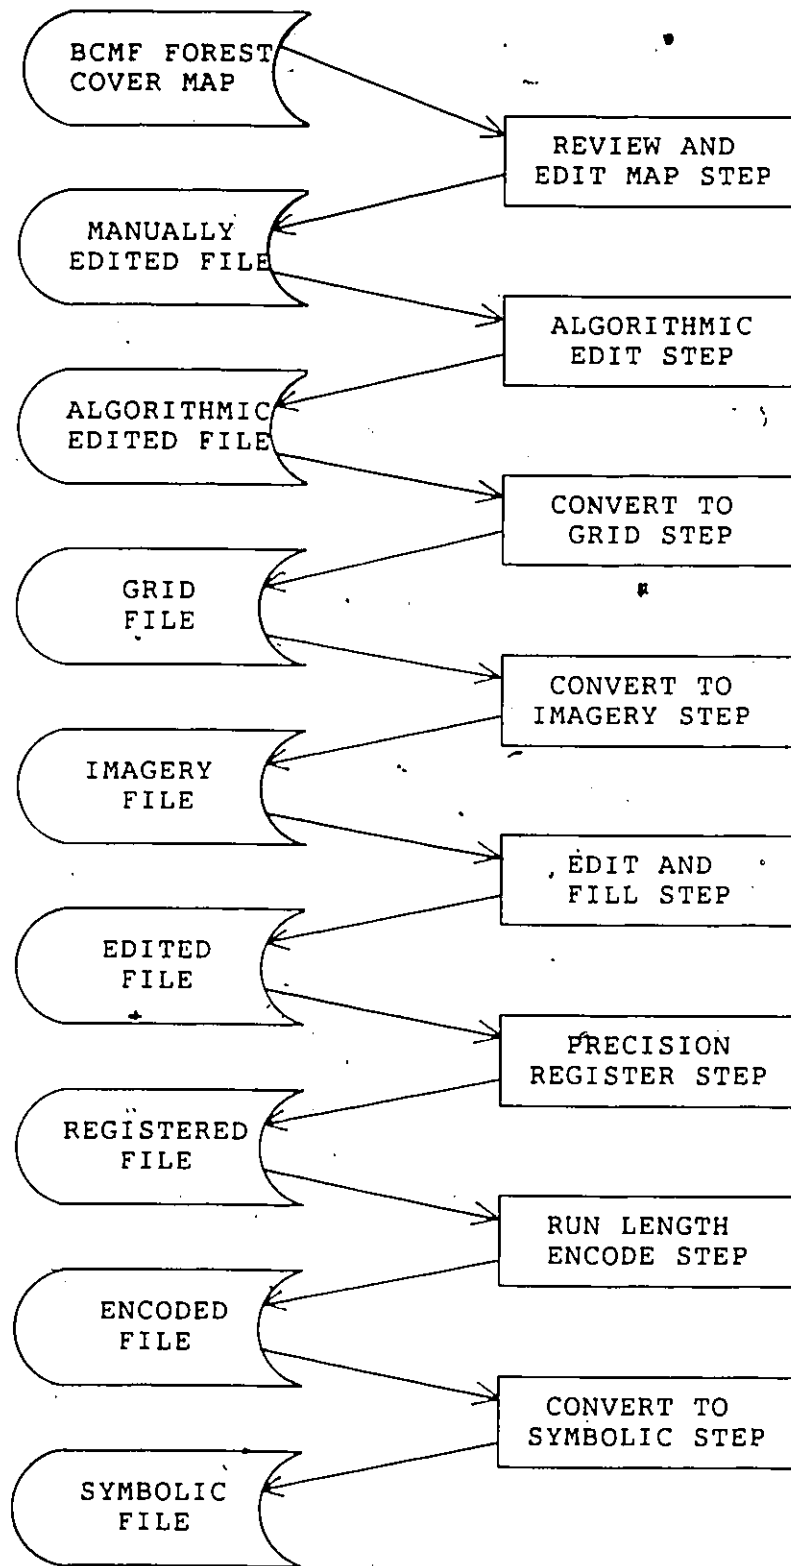 BCMF FOREST
COVER MAP
REVIEW AND
EDIT MAP STEP
MANUALLY
EDITED FILE
ALGORITHMIC
EDIT STEP
ALGORITHMIC
EDITED FILE
CONVERT TO
GRID STEP
GRID
FILE
CONVERT TO
IMAGERY STEP
IMAGERY
FILE
EDIT AND
FILL STEP
EDITED
FILE
PRECISION
REGISTER STEP
REGISTERED
FILE
RUN LENGTH
ENCODE STEP
ENCODED
FILE
CONVERT TO
SYMBOLIC STEP
SYMBOLIC
FILE